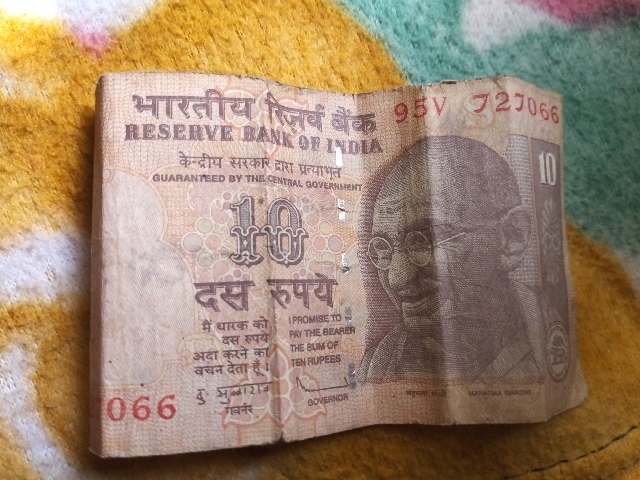 भारतीय रिज़र्व बैंक
95V 727066
RESERVE BANK OF INDIA
केन्द्रीय सरकार द्वारा प्रत्याभूत
GUARANTEED BY THE CENTRAL GOVERNMENT
10
10
दस रुपये
मैं धारक को
दस रुपये
अदा करने का
वचन देता हूँ ।
I PROMISE TO
PAY THE BEARER
THE SUM OF
TEN RUPEES
गवर्नर
GOVERNOR
MAHATMA GANDHI
066